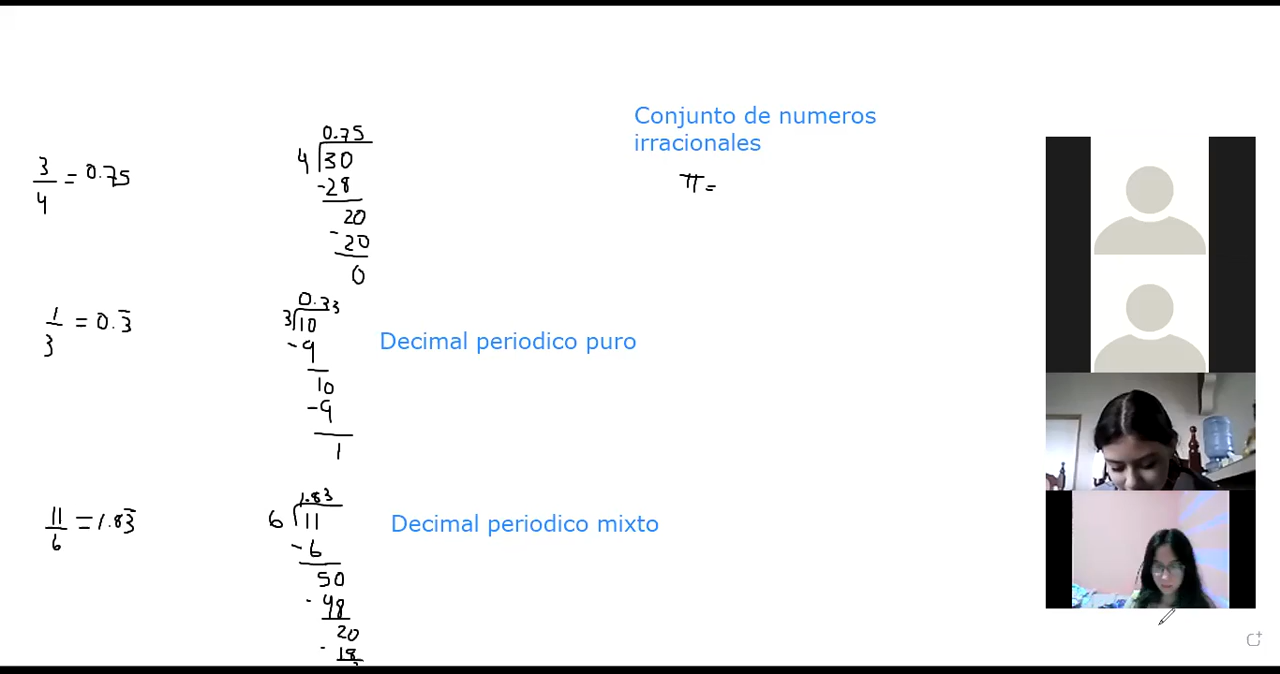 3/4 = 0.75
0.75
4 30
-28
20
-20
0
1/3 = 0.3̅
0.33
3 10
-9
10
-9
1
Decimal periodico puro
11/6 = 1.83̅
1.83
6 11
-6
50
-48
20
-18
Decimal periodico mixto
Conjunto de numeros
irracionales
π =